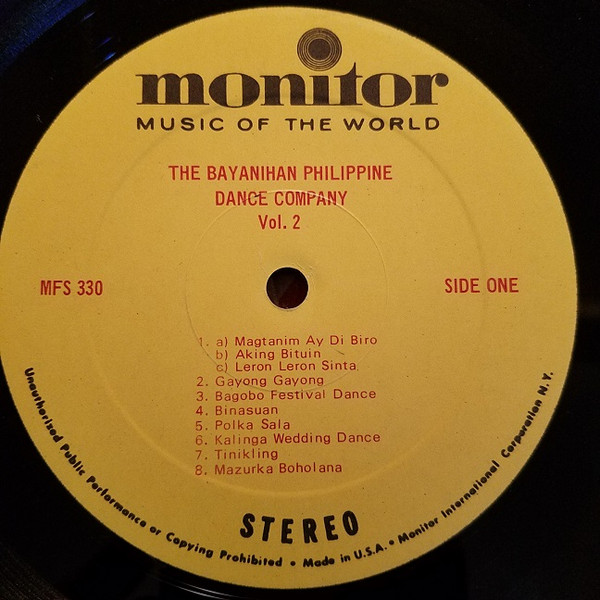 monitor
MUSIC OF THE WORLD
THE BAYANIHAN PHILIPPINE
DANCE COMPANY
Vol. 2
MFS 330
SIDE ONE
1. a) Magtanim Ay Di Biro
b) Aking Bituin
c) Leron Leron Sinta.
2. Gayong Gayong
3. Bagobo Festival Dance
4. Binasuan
5. Polka Sala
6. Kalinga Wedding Dance
7. Tinikling
8. Mazurka Boholana
STEREO
Unauthorized Public Performance or Copying Prohibited • Made in U.S.A. • Monitor International Corporation N.Y.